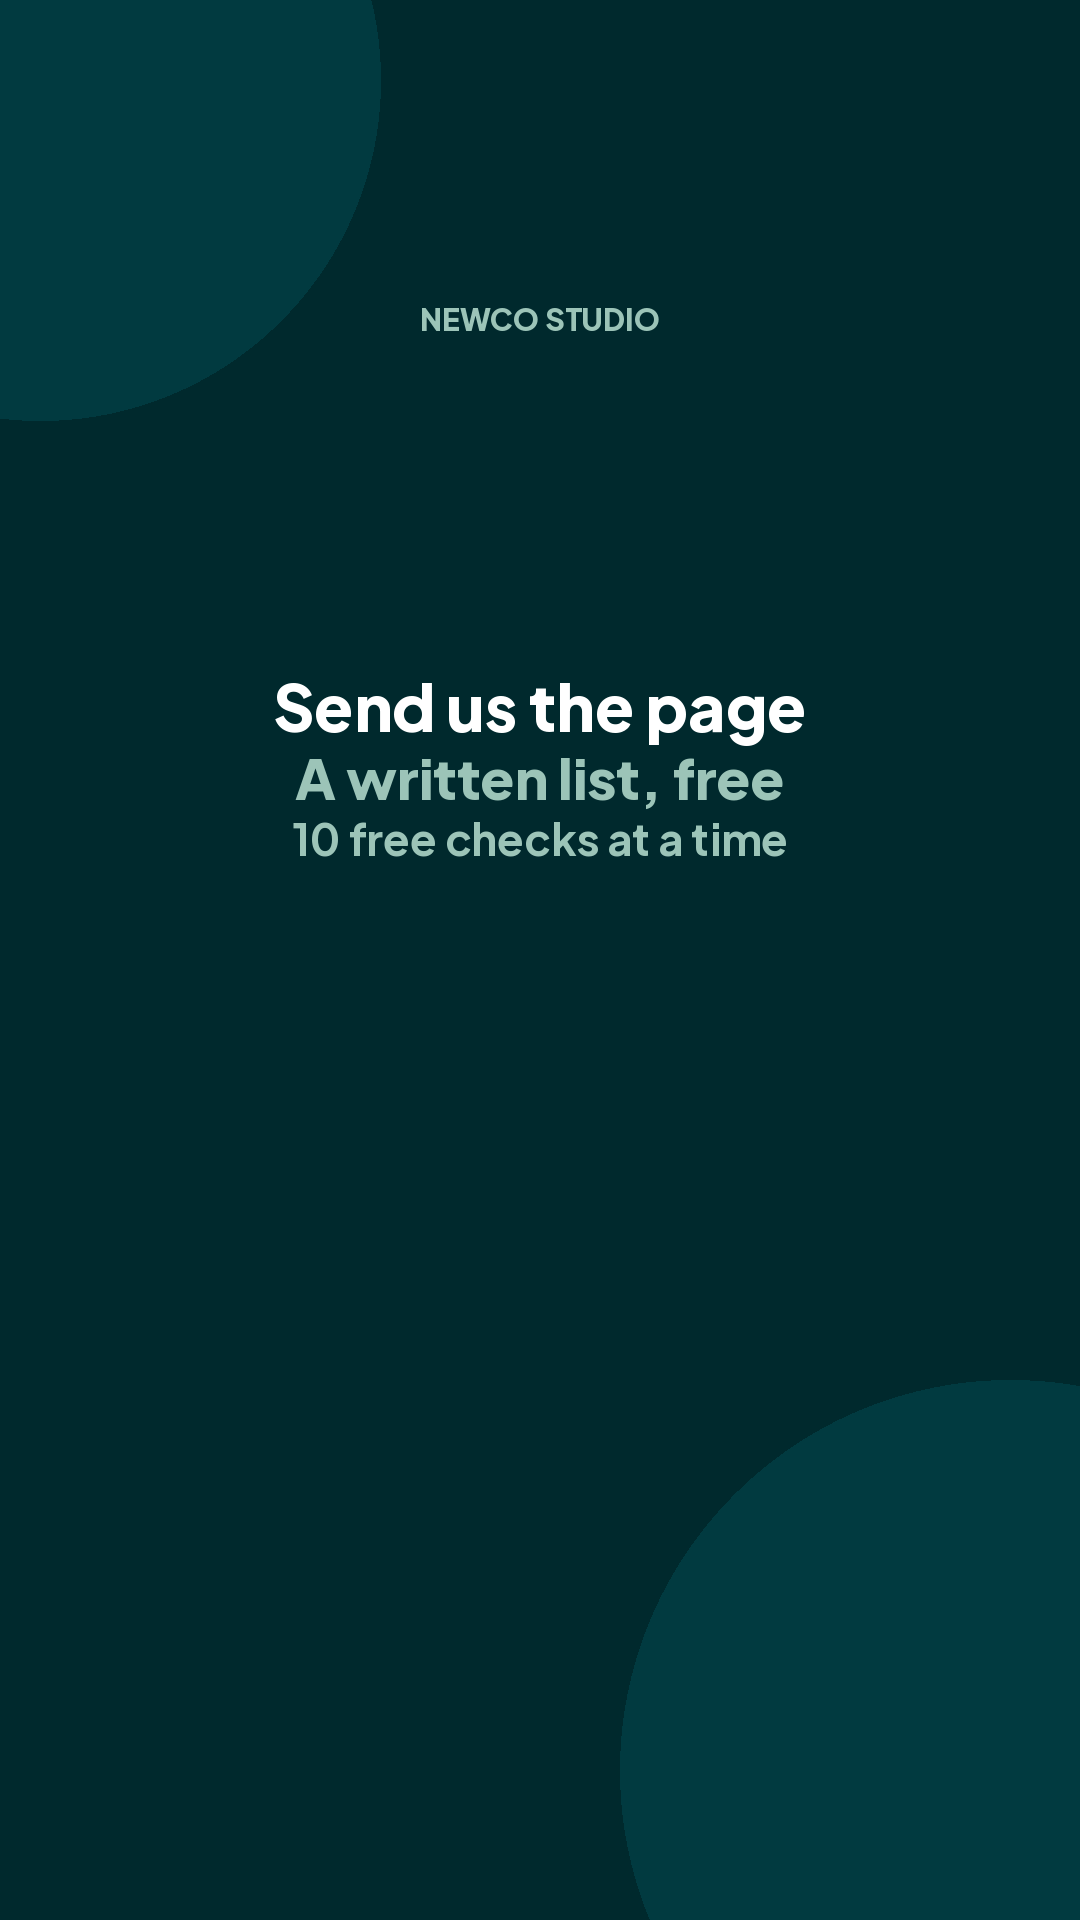 NEWCO STUDIO
Send us the page
A written list, free
10 free checks at a time